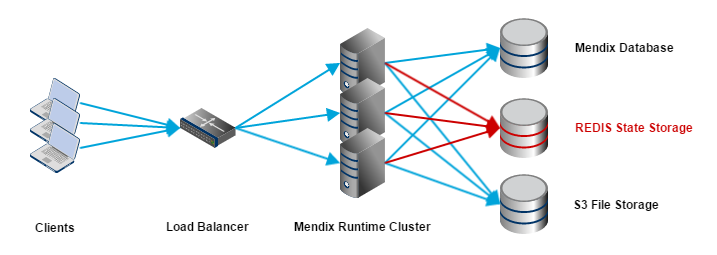 Mendix Database
REDIS State Storage
S3 File Storage
Clients
Load Balancer
Mendix Runtime Cluster